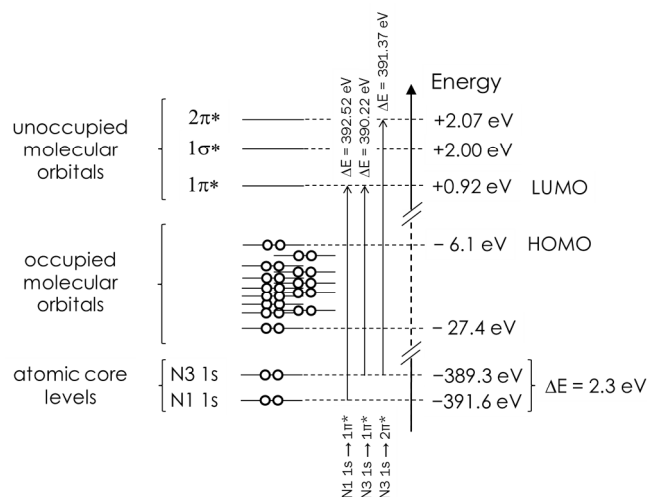 Energy
ΔE = 392.52 eV
ΔE = 390.22 eV
ΔE = 391.37 eV
unoccupied
molecular
orbitals
2π*
+2.07 eV
1σ*
+2.00 eV
1π*
+0.92 eV LUMO
occupied
molecular
orbitals
− 6.1 eV HOMO
− 27.4 eV
atomic core
levels
N3 1s
−389.3 eV
N1 1s
−391.6 eV
ΔE = 2.3 eV
N1 1s → 1π*
N3 1s → 1π*
N3 1s → 2π*